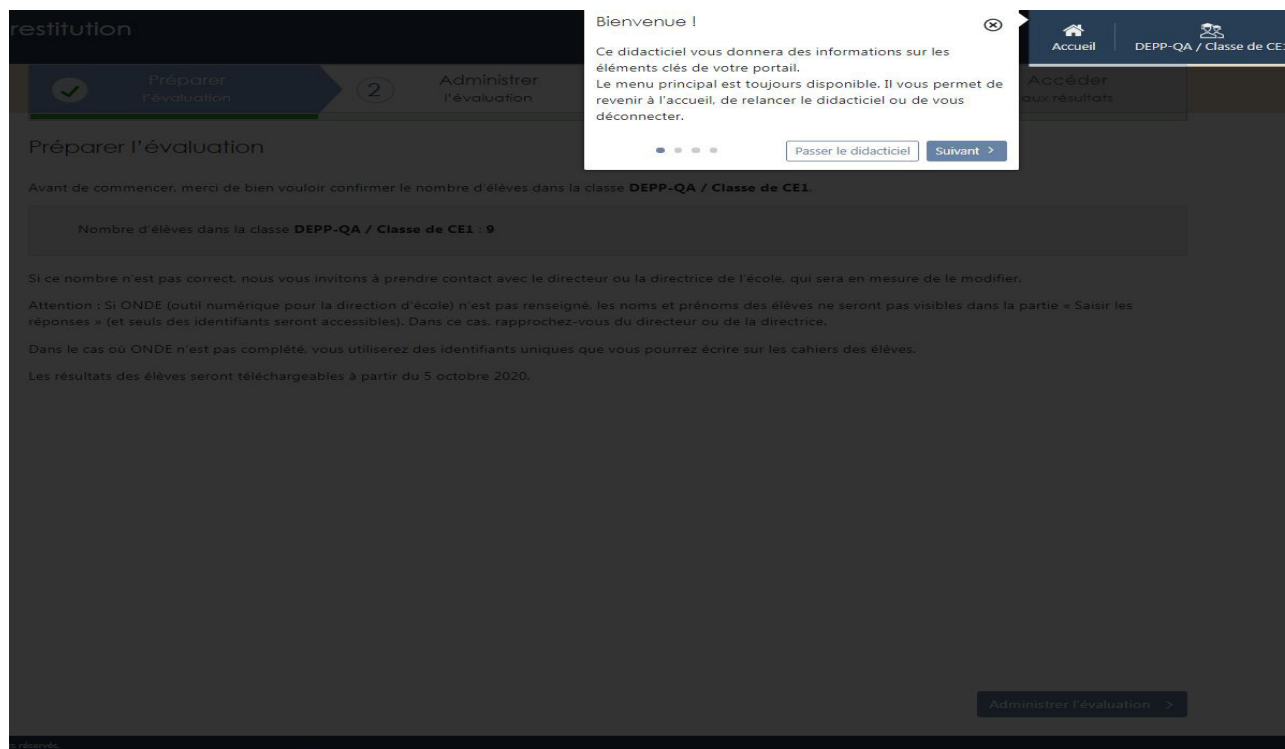 restitution
Bienvenue !
Ce didacticiel vous donnera des informations sur les
éléments clés de votre portail.
Le menu principal est toujours disponible. Il vous permet de
revenir à l'accueil, de relancer le didacticiel ou de vous
déconnecter.
Passer le didacticiel
Suivant >
Accueil
DEPP-QA / Classe de CE
Préparer
l'évaluation
2
Administrer
l'évaluation
Accéder
aux résultats
Préparer l'évaluation
Avant de commencer, merci de bien vouloir confirmer le nombre d'élèves dans la classe DEPP-QA / Classe de CE1.
Nombre d'élèves dans la classe DEPP-QA / Classe de CE1 : 9
Si ce nombre n'est pas correct, nous vous invitons à prendre contact avec le directeur ou la directrice de l'école, qui sera en mesure de le modifier.
Attention : Si ONDE (outil numérique pour la direction d'école) n'est pas renseigné, les noms et prénoms des élèves ne seront pas visibles dans la partie « Saisir les
réponses » (et seuls des identifiants seront accessibles). Dans ce cas, rapprochez-vous du directeur ou de la directrice.
Dans le cas où ONDE n'est pas complété, vous utiliserez des identifiants uniques que vous pourrez écrire sur les cahiers des élèves.
Les résultats des élèves seront téléchargeables à partir du 5 octobre 2020.
Administrer l'évaluation >
réservés.